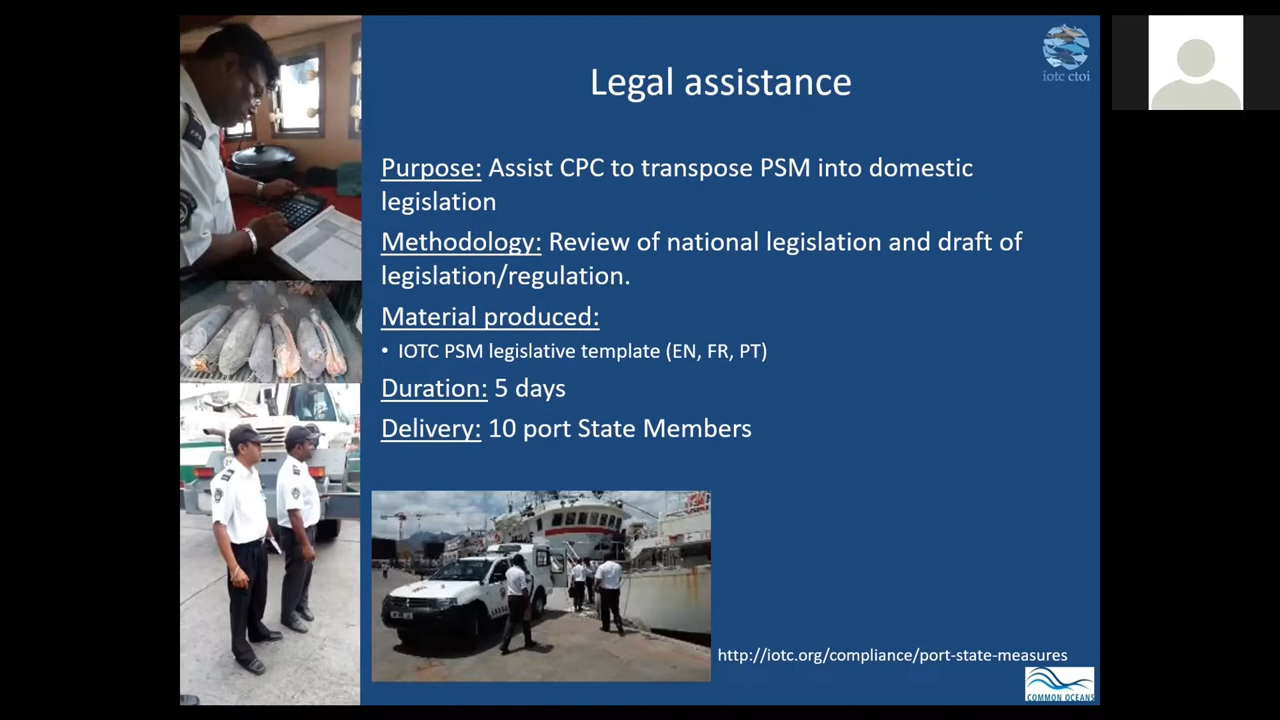 iotc ctoi
Legal assistance
Purpose: Assist CPC to transpose PSM into domestic
legislation
Methodology: Review of national legislation and draft of
legislation/regulation.
Material produced:
• IOTC PSM legislative template (EN, FR, PT)
Duration: 5 days
Delivery: 10 port State Members
http://iotc.org/compliance/port-state-measures
COMMON OCEANS